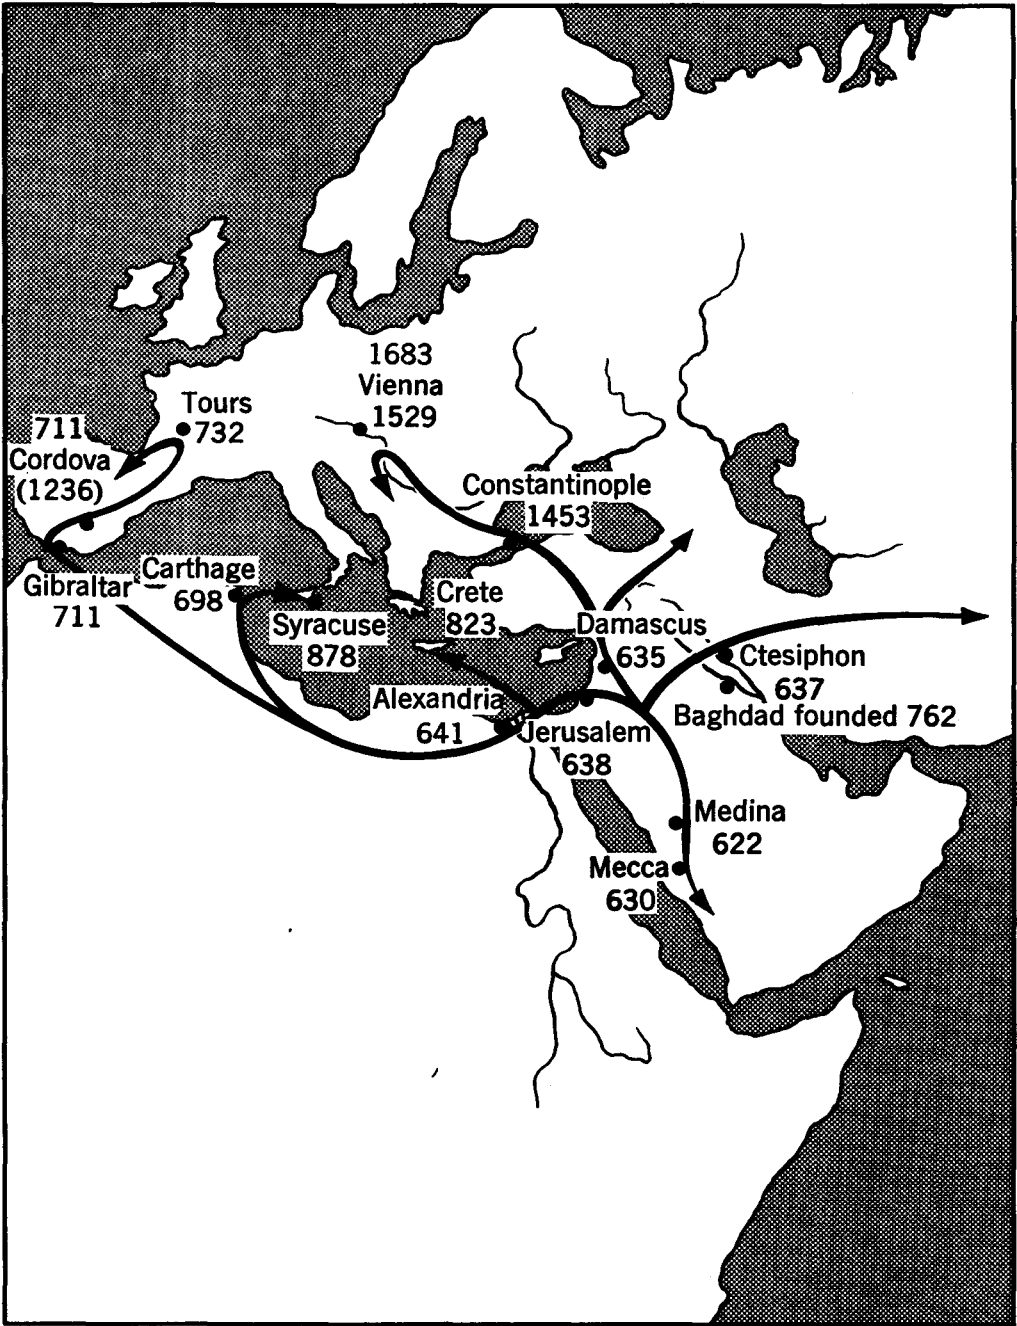 1683
Vienna
1529
Tours
732
711
Cordova
(1236)
Constantinople
1453
Gibraltar
711
Carthage
698
Syracuse
878
Crete
823
Damascus
635
Ctesiphon
637
Baghdad founded 762
Alexandria
641
Jerusalem
638
Medina
622
Mecca
630